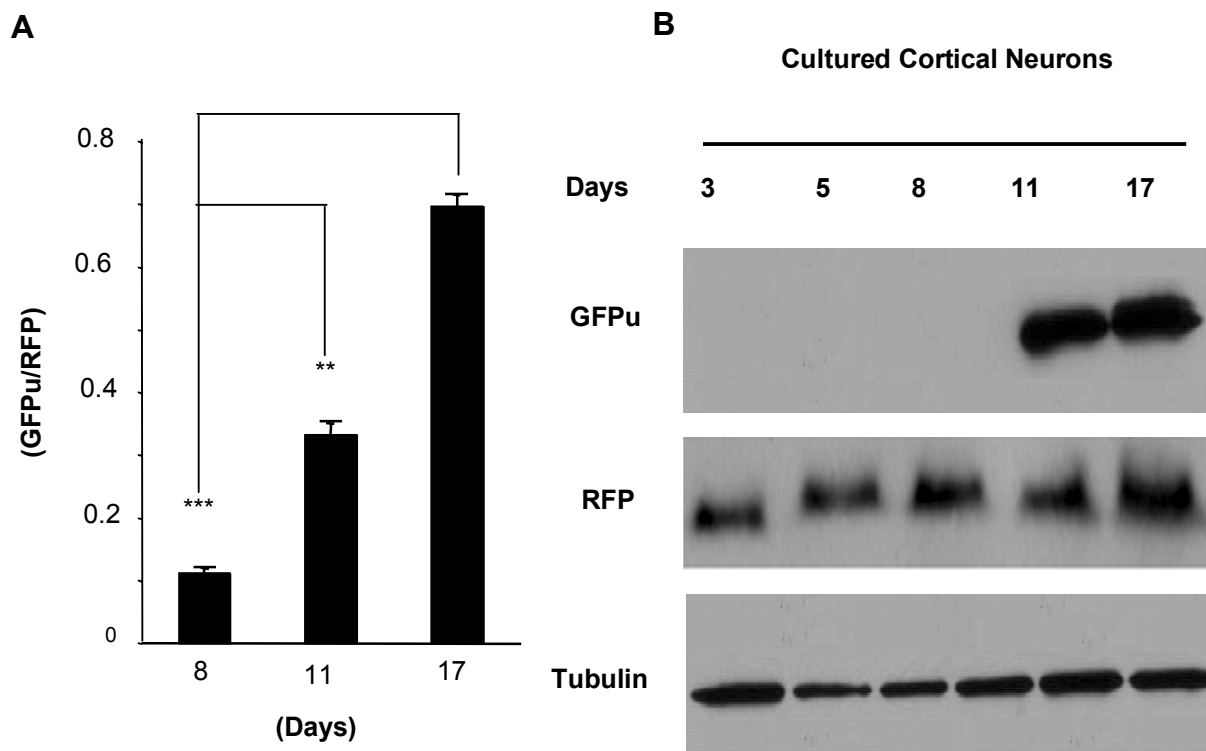 A
(GFPu/RFP)
0.8
0.6
0.4
0.2
0
***
**
8 11 17
(Days)
B
Cultured Cortical Neurons
Days 3 5 8 11 17
GFPu
RFP
Tubulin